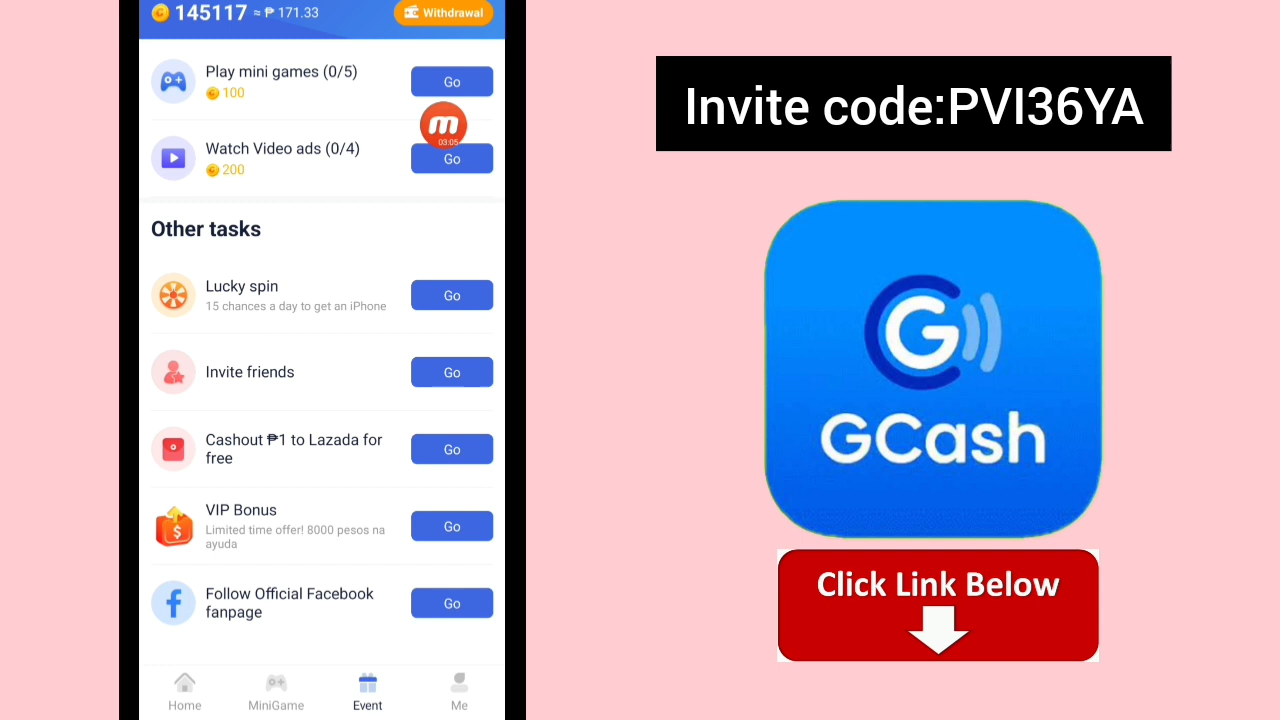 145117 ≈ ₱ 171.33
Withdrawal
Play mini games (0/5)
100
Go
Watch Video ads (0/4)
200
Go
m
03:05
Other tasks
Lucky spin
15 chances a day to get an iPhone
Go
Invite friends
Go
Cashout ₱1 to Lazada for
free
Go
VIP Bonus
Limited time offer! 8000 pesos na
ayuda
Go
Follow Official Facebook
fanpage
Go
Home
MiniGame
Event
Me
Invite code:PVI36YA
G
GCash
Click Link Below